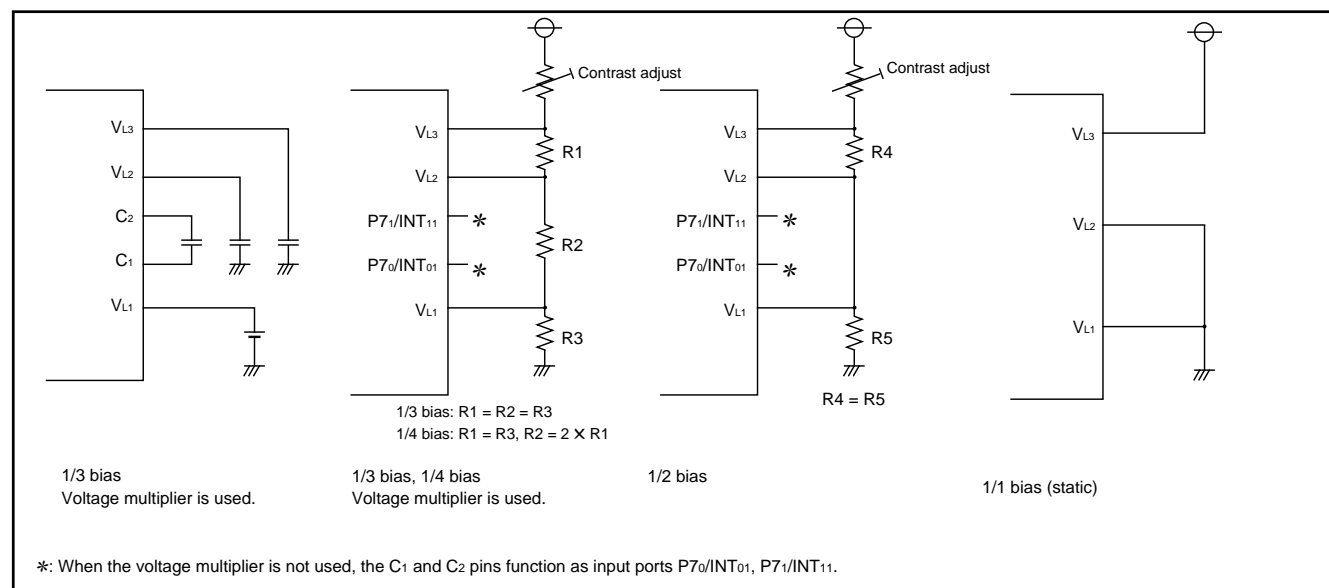 VL3
VL2
C2
C1
VL1
1/3 bias
Voltage multiplier is used.
Contrast adjust
VL3
R1
VL2
P71/INT11
*
R2
P70/INT01
*
VL1
R3
1/3 bias: R1 = R2 = R3
1/4 bias: R1 = R3, R2 = 2 × R1
1/3 bias, 1/4 bias
Voltage multiplier is used.
Contrast adjust
VL3
R4
VL2
P71/INT11
*
P70/INT01
*
VL1
R5
R4 = R5
1/2 bias
VL3
VL2
VL1
1/1 bias (static)
*: When the voltage multiplier is not used, the C1 and C2 pins function as input ports P70/INT01, P71/INT11.